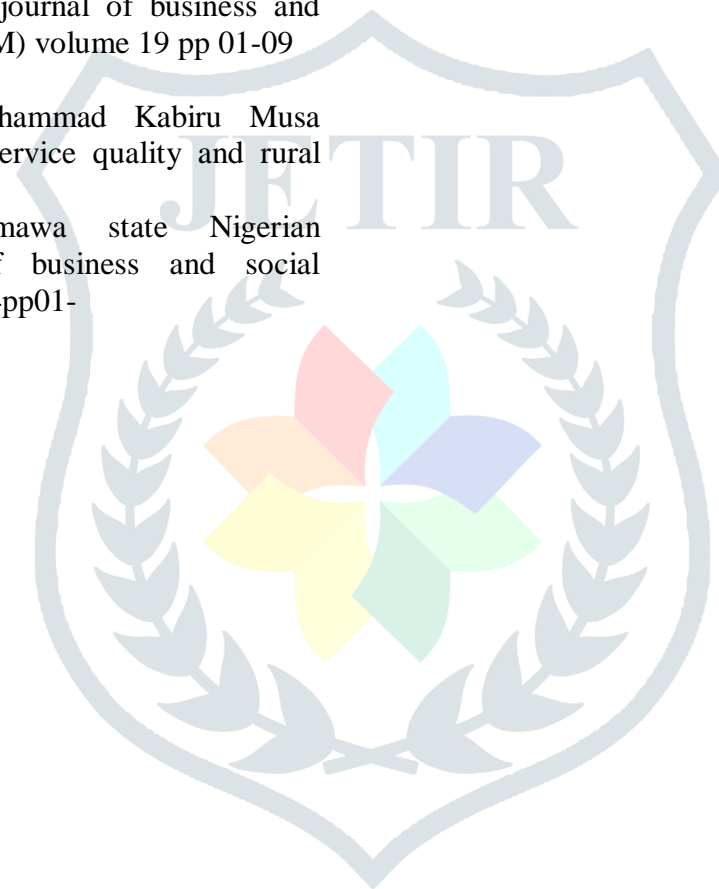 journal of business and
M) volume 19 pp 01-09
hammad Kabiru Musa
ervice quality and rural
mawa state Nigerian
f business and social
-pp01-
JETIR